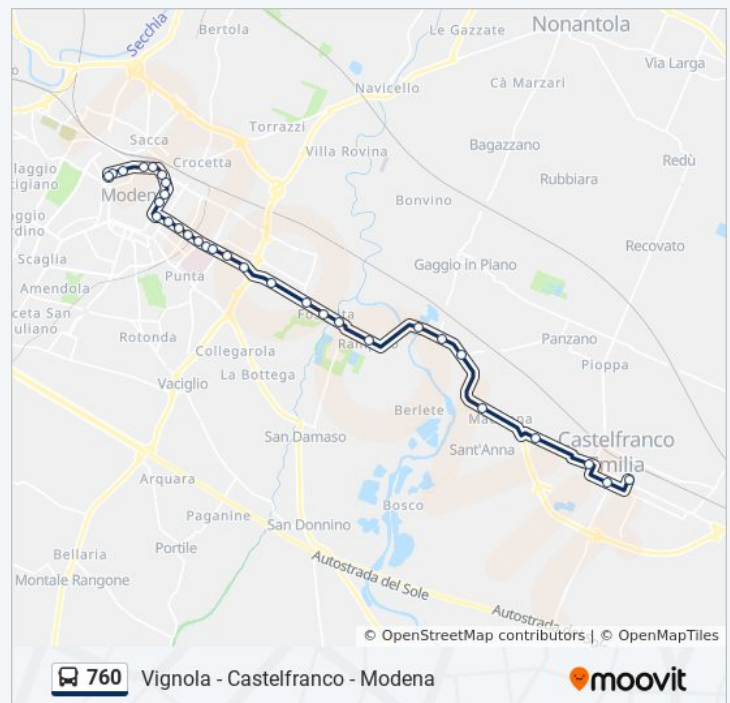 Nonantola
Le Gazzate
Bertola
Secchia
Via Larga
Cà Marzari
Navicello
Torrazzi
Sacca
Villa Rovina
Bagazzano
Redù
Crocetta
Rubbiara
Bonvino
Recovato
Scaglia
Gaggio in Piano
Punta
Amendola
Panzano
Rotonda
Collegarola
Pioppa
La Bottega
Vaciglio
Berlete
Castelfranco
San Damaso
Sant'Anna
Arquara
Bosco
Paganine
San Donnino
Portile
Bellaria
Autostrada del Sole
Montale Rangone
© OpenStreetMap contributors | © OpenMapTiles
760 Vignola - Castelfranco - Modena
moovit